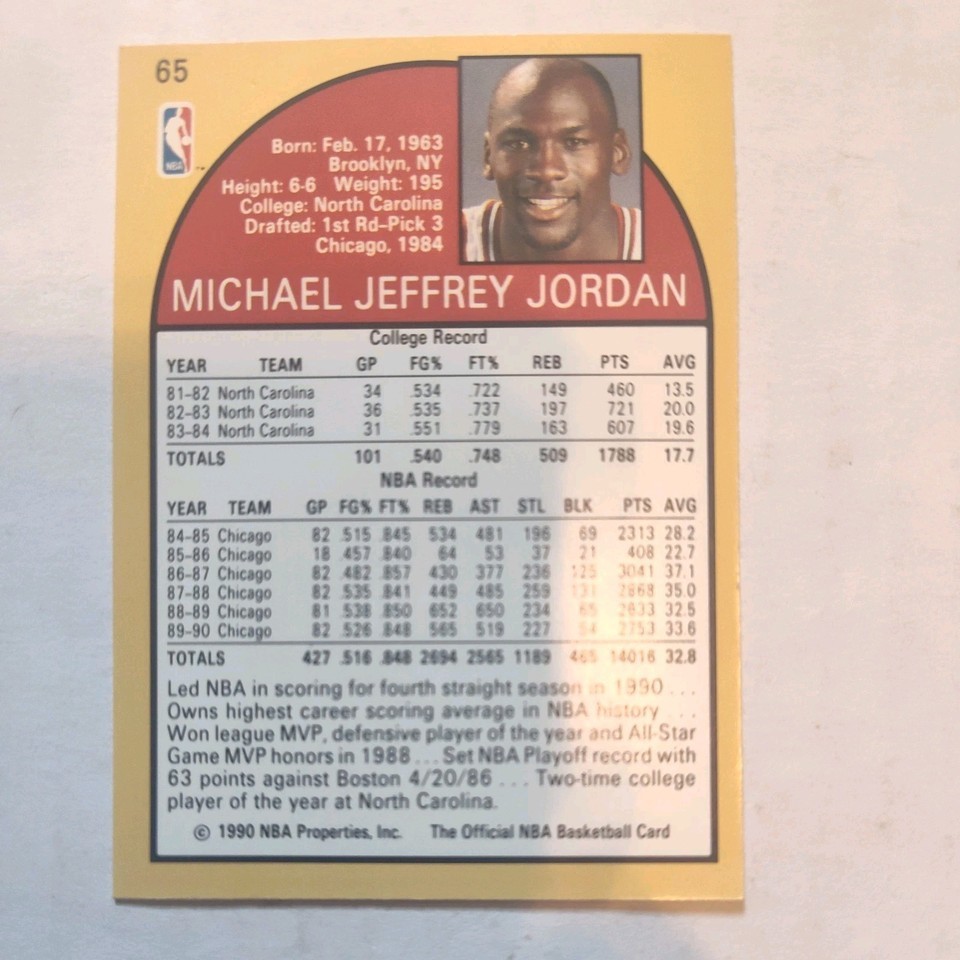 65
NBA
Born: Feb. 17, 1963
Brooklyn, NY
Height: 6-6 Weight: 195
College: North Carolina
Drafted: 1st Rd-Pick 3
Chicago, 1984
MICHAEL JEFFREY JORDAN
College Record
YEAR TEAM GP FG% FT% REB PTS AVG
81-82 North Carolina 34 .534 .722 149 460 13.5
82-83 North Carolina 36 .535 .737 197 721 20.0
83-84 North Carolina 31 .551 .779 163 607 19.6
TOTALS 101 .540 .748 509 1788 17.7
NBA Record
YEAR TEAM GP FG% FT% REB AST STL BLK PTS AVG
84-85 Chicago 82 .515 .845 534 481 196 69 2313 28.2
85-86 Chicago 18 .457 .840 64 53 37 21 408 22.7
86-87 Chicago 82 .482 .857 430 377 236 125 3041 37.1
87-88 Chicago 82 .535 .841 449 485 259 131 2868 35.0
88-89 Chicago 81 .538 .850 652 650 234 65 2633 32.5
89-90 Chicago 82 .526 .848 565 519 227 54 2753 33.6
TOTALS 427 .516 .848 2694 2565 1189 465 14016 32.8
Led NBA in scoring for fourth straight season in 1990 ...
Owns highest career scoring average in NBA history ...
Won league MVP, defensive player of the year and All-Star
Game MVP honors in 1988 ... Set NBA Playoff record with
63 points against Boston 4/20/86 ... Two-time college
player of the year at North Carolina.
© 1990 NBA Properties, Inc. The Official NBA Basketball Card